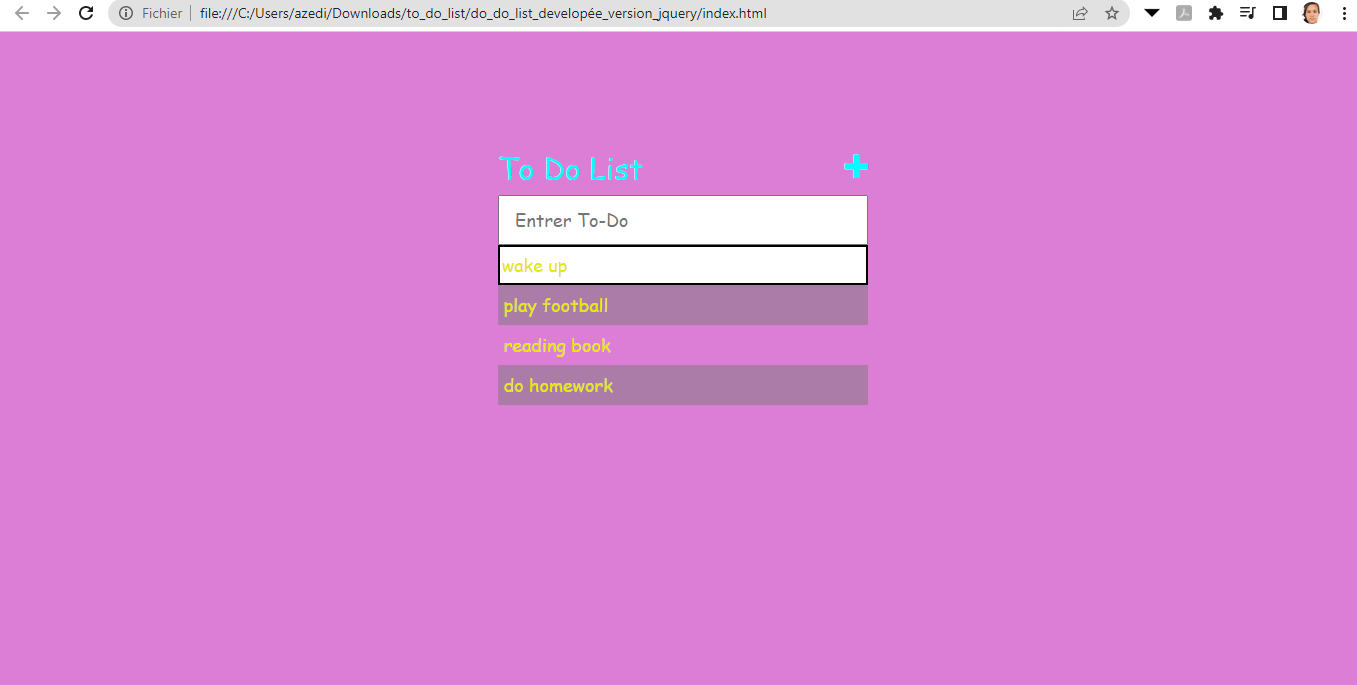 Fichier file:///C:/Users/azedi/Downloads/to_do_list/do_do_list_developée_version_jquery/index.html
To Do List
Entrer To-Do
wake up
play football
reading book
do homework